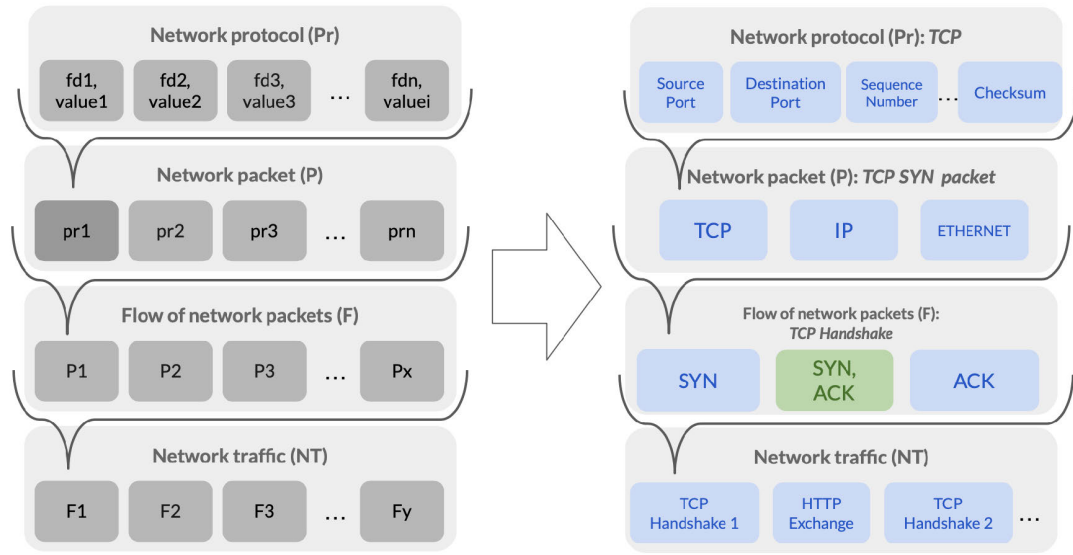 Network protocol (Pr)
fd1,
value1
fd2,
value2
fd3,
value3
...
fdn,
valuei
Network packet (P)
pr1
pr2
pr3
...
prn
Flow of network packets (F)
P1
P2
P3
...
Px
Network traffic (NT)
F1
F2
F3
...
Fy
Network protocol (Pr): TCP
Source
Port
Destination
Port
Sequence
Number
...
Checksum
Network packet (P): TCP SYN packet
TCP
IP
ETHERNET
Flow of network packets (F):
TCP Handshake
SYN
SYN,
ACK
ACK
Network traffic (NT)
TCP
Handshake 1
HTTP
Exchange
TCP
Handshake 2
...